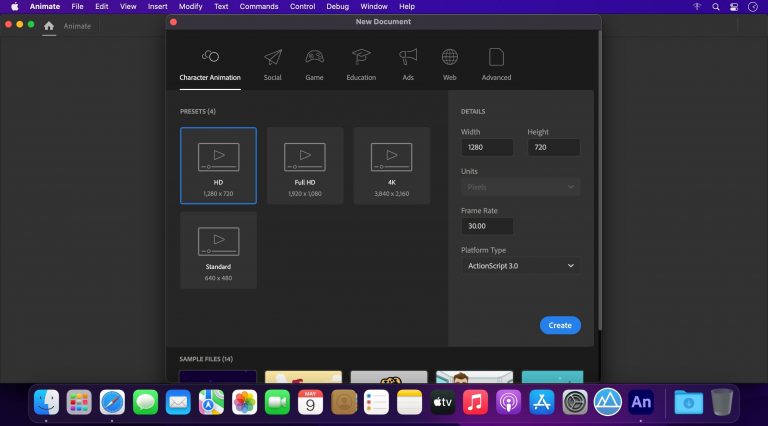 Animate File Edit View Insert Modify Text Commands Control Debug Window Help
New Document
Animate
Character Animation Social Game Education Ads Web Advanced
PRESETS (4)
HD
1,280 x 720
Full HD
1,920 x 1,080
4K
3,840 x 2,160
Standard
640 x 480
DETAILS
Width Height
1280 720
Units
Pixels
Frame Rate
30.00
Platform Type
ActionScript 3.0
Create
SAMPLE FILES (14)
MAY
9
tv
An